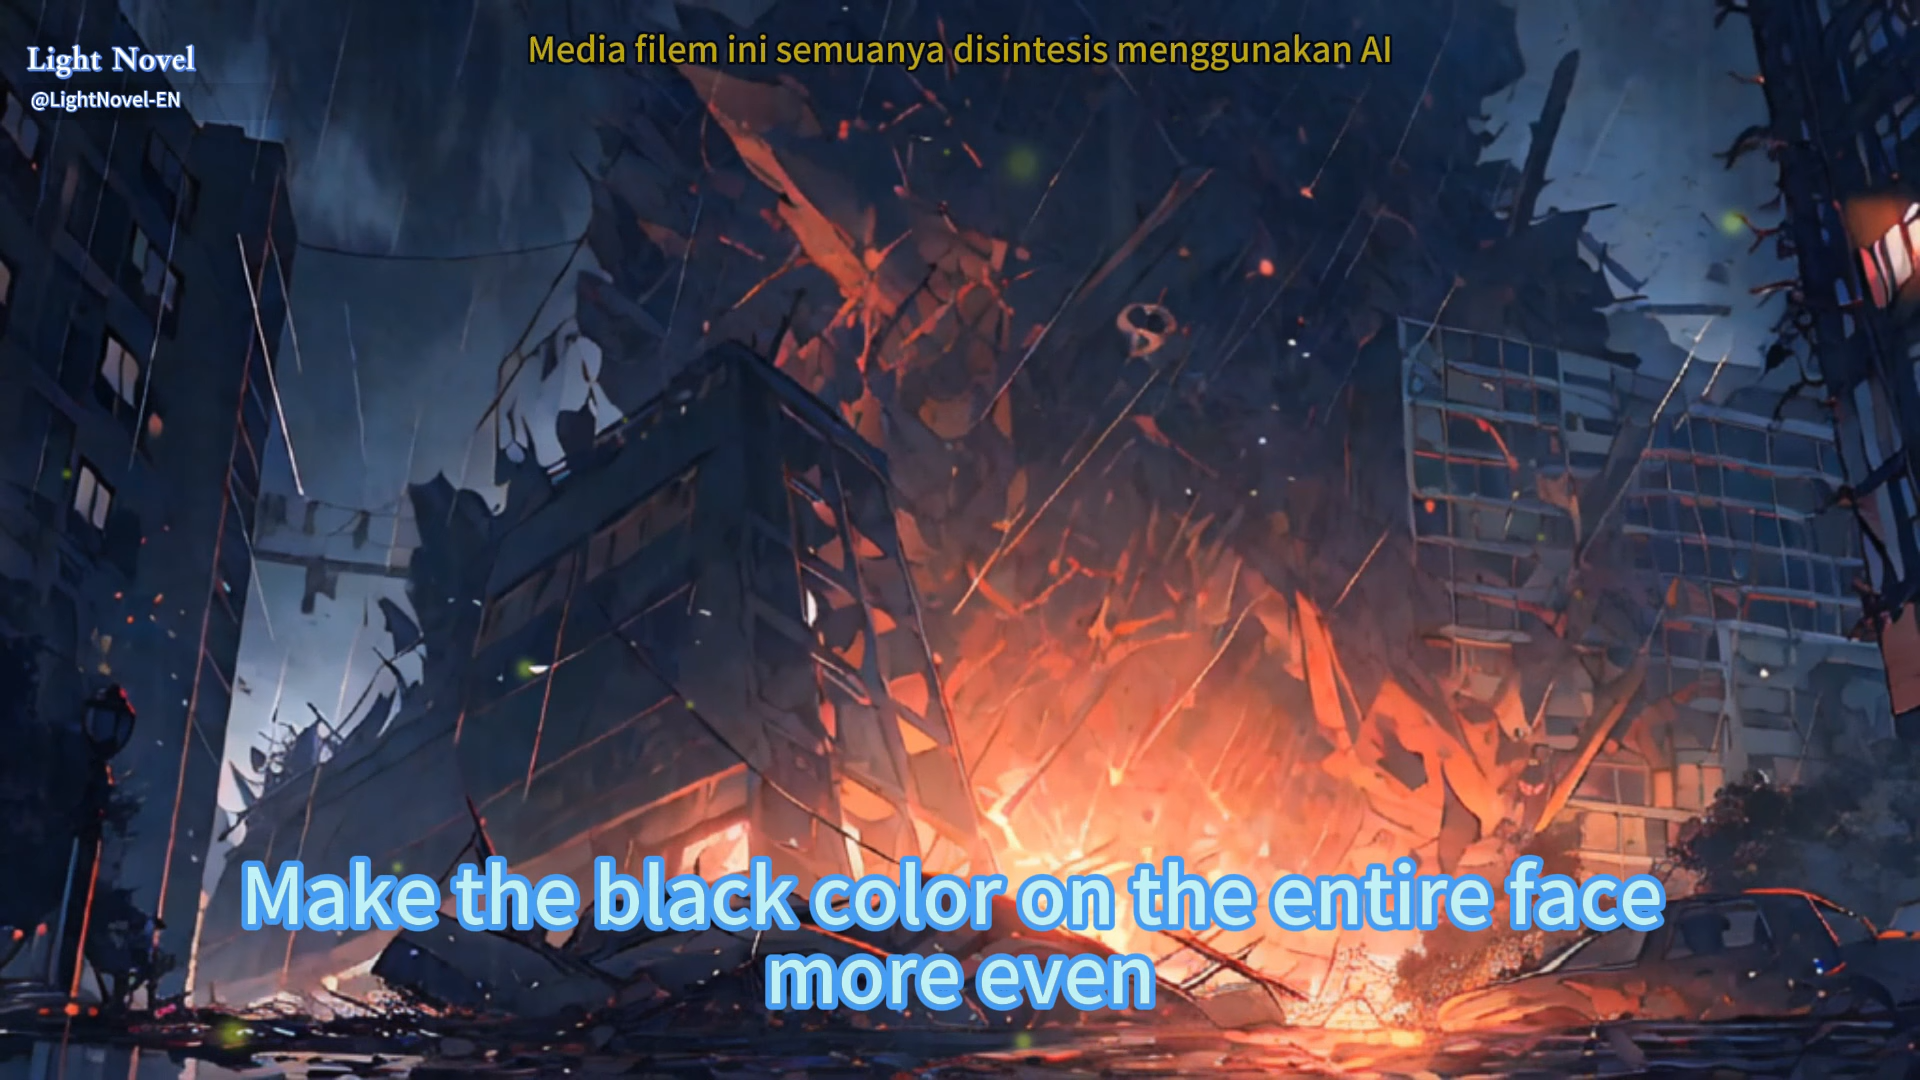 Light Novel
@LightNovel-EN
Media filem ini semuanya disintesis menggunakan AI
Make the black color on the entire face
more even